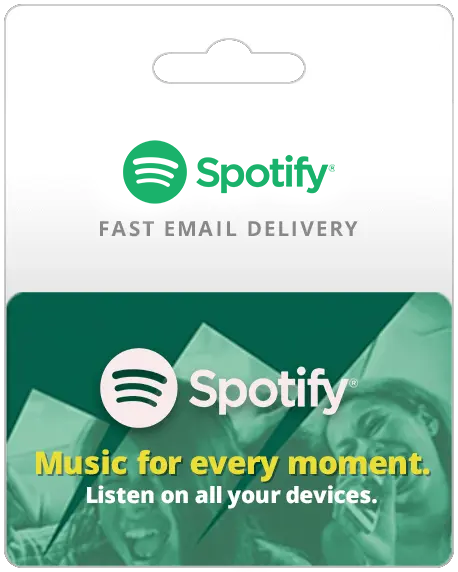 Spotify®
FAST EMAIL DELIVERY
Spotify®
Music for every moment.
Listen on all your devices.